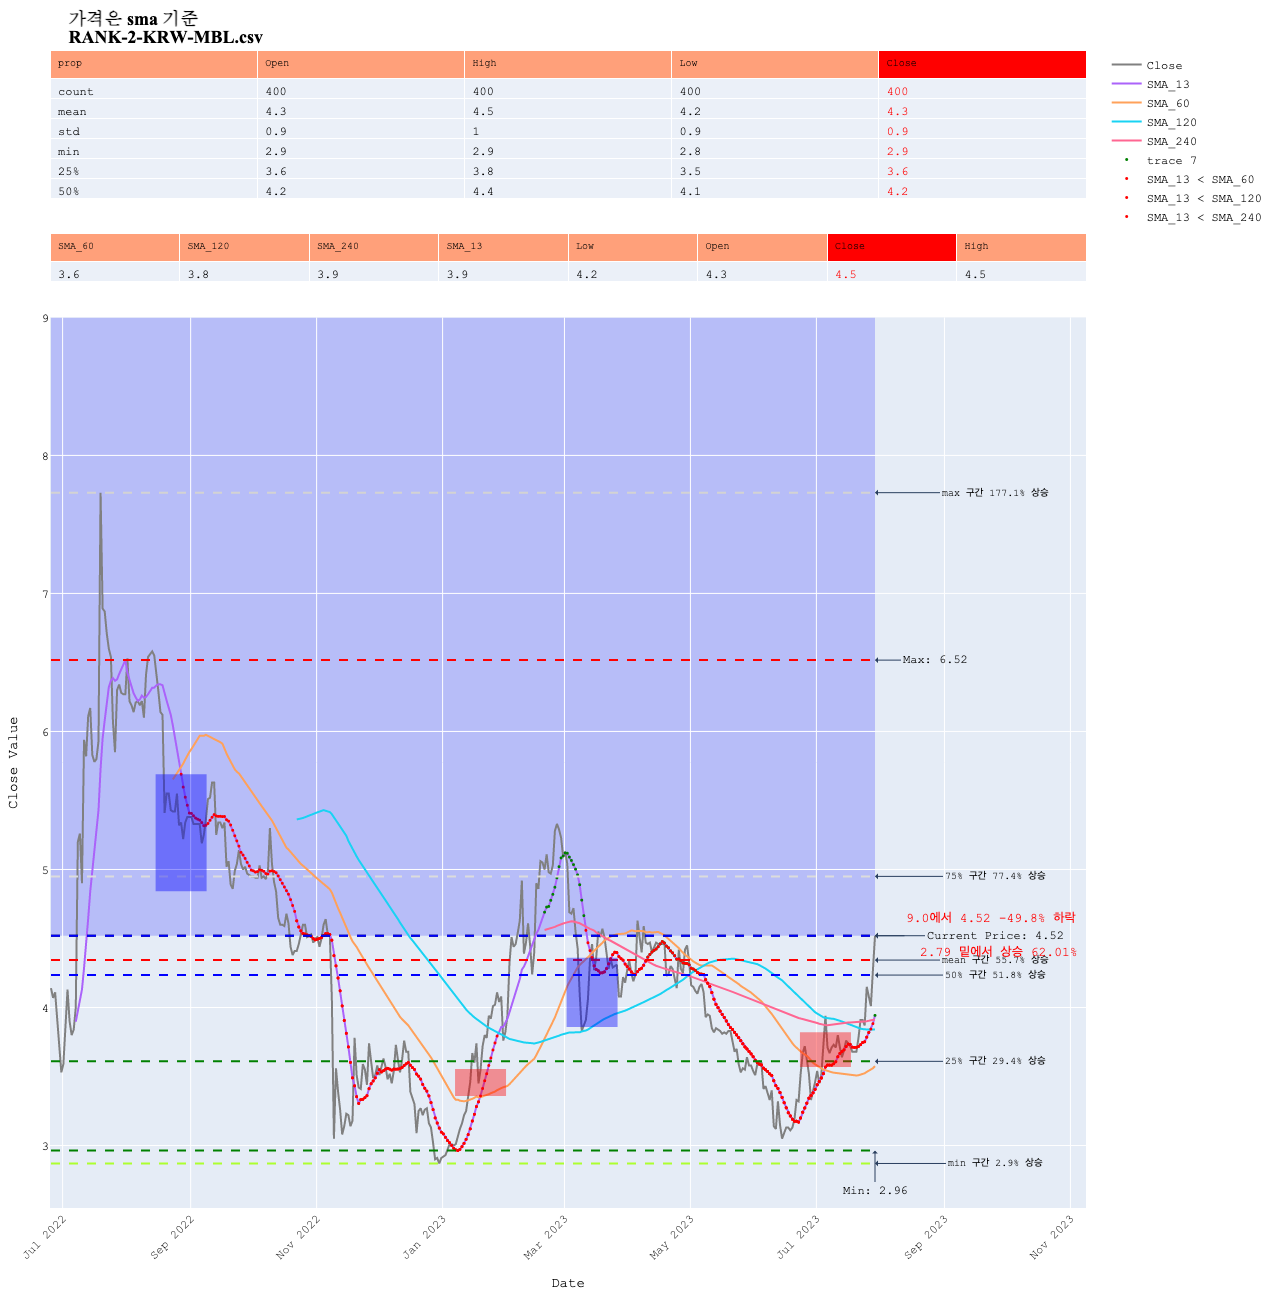 가격은 sma 기준
RANK-2-KRW-MBL.csv
prop Open High Low Close
count 400 400 400 400
mean 4.3 4.5 4.2 4.3
std 0.9 1 0.9 0.9
min 2.9 2.9 2.8 2.9
25% 3.6 3.8 3.5 3.6
50% 4.2 4.4 4.1 4.2
SMA_60 SMA_120 SMA_240 SMA_13 Low Open Close High
3.6 3.8 3.9 3.9 4.2 4.3 4.5 4.5
Close
SMA_13
SMA_60
SMA_120
SMA_240
trace 7
SMA_13 < SMA_60
SMA_13 < SMA_120
SMA_13 < SMA_240
9
8
7
6
5
4
3
Close Value
max 구간 177.1% 상승
Max: 6.52
75% 구간 77.4% 상승
9.0에서 4.52 -49.8% 하락
Current Price: 4.52
2.79 밑에서 상승 62.01%
mean 구간 55.7% 상승
50% 구간 51.8% 상승
25% 구간 29.4% 상승
min 구간 2.9% 상승
Min: 2.96
Jul 2022
Sep 2022
Nov 2022
Jan 2023
Mar 2023
May 2023
Jul 2023
Sep 2023
Nov 2023
Date